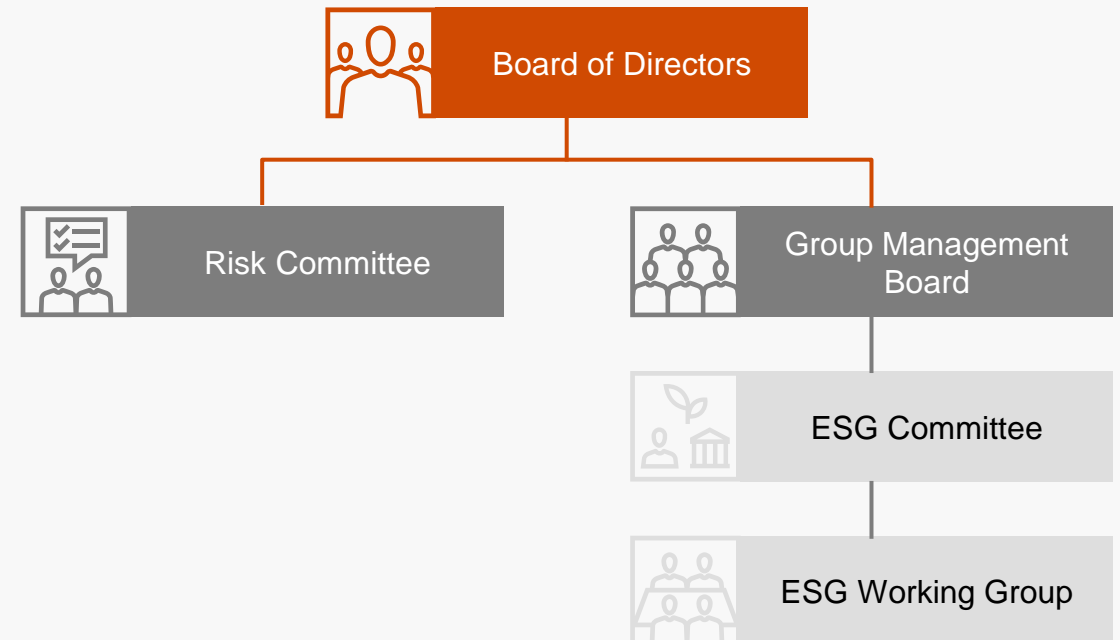 Board of Directors
Risk Committee
Group Management
Board
ESG Committee
ESG Working Group